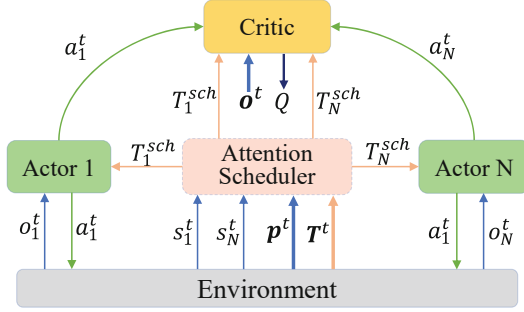 Critic
a_1^t
a_N^t
T_1^{sch}
o^t
Q
T_N^{sch}
Actor 1
T_1^{sch}
Attention
Scheduler
T_N^{sch}
Actor N
o_1^t
a_1^t
s_1^t
s_N^t
p^t
T^t
a_1^t
o_N^t
Environment